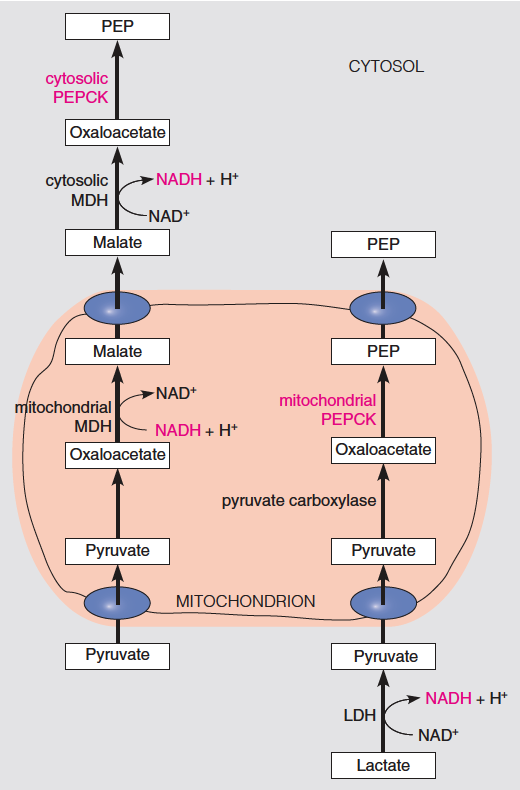 PEP
CYTOSOL
cytosolic
PEPCK
Oxaloacetate
cytosolic
MDH
NADH + H⁺
NAD⁺
Malate
PEP
Malate
PEP
mitochondrial
MDH
NAD⁺
NADH + H⁺
mitochondrial
PEPCK
Oxaloacetate
Oxaloacetate
pyruvate carboxylase
Pyruvate
Pyruvate
MITOCHONDRION
Pyruvate
Pyruvate
LDH
NADH + H⁺
NAD⁺
Lactate